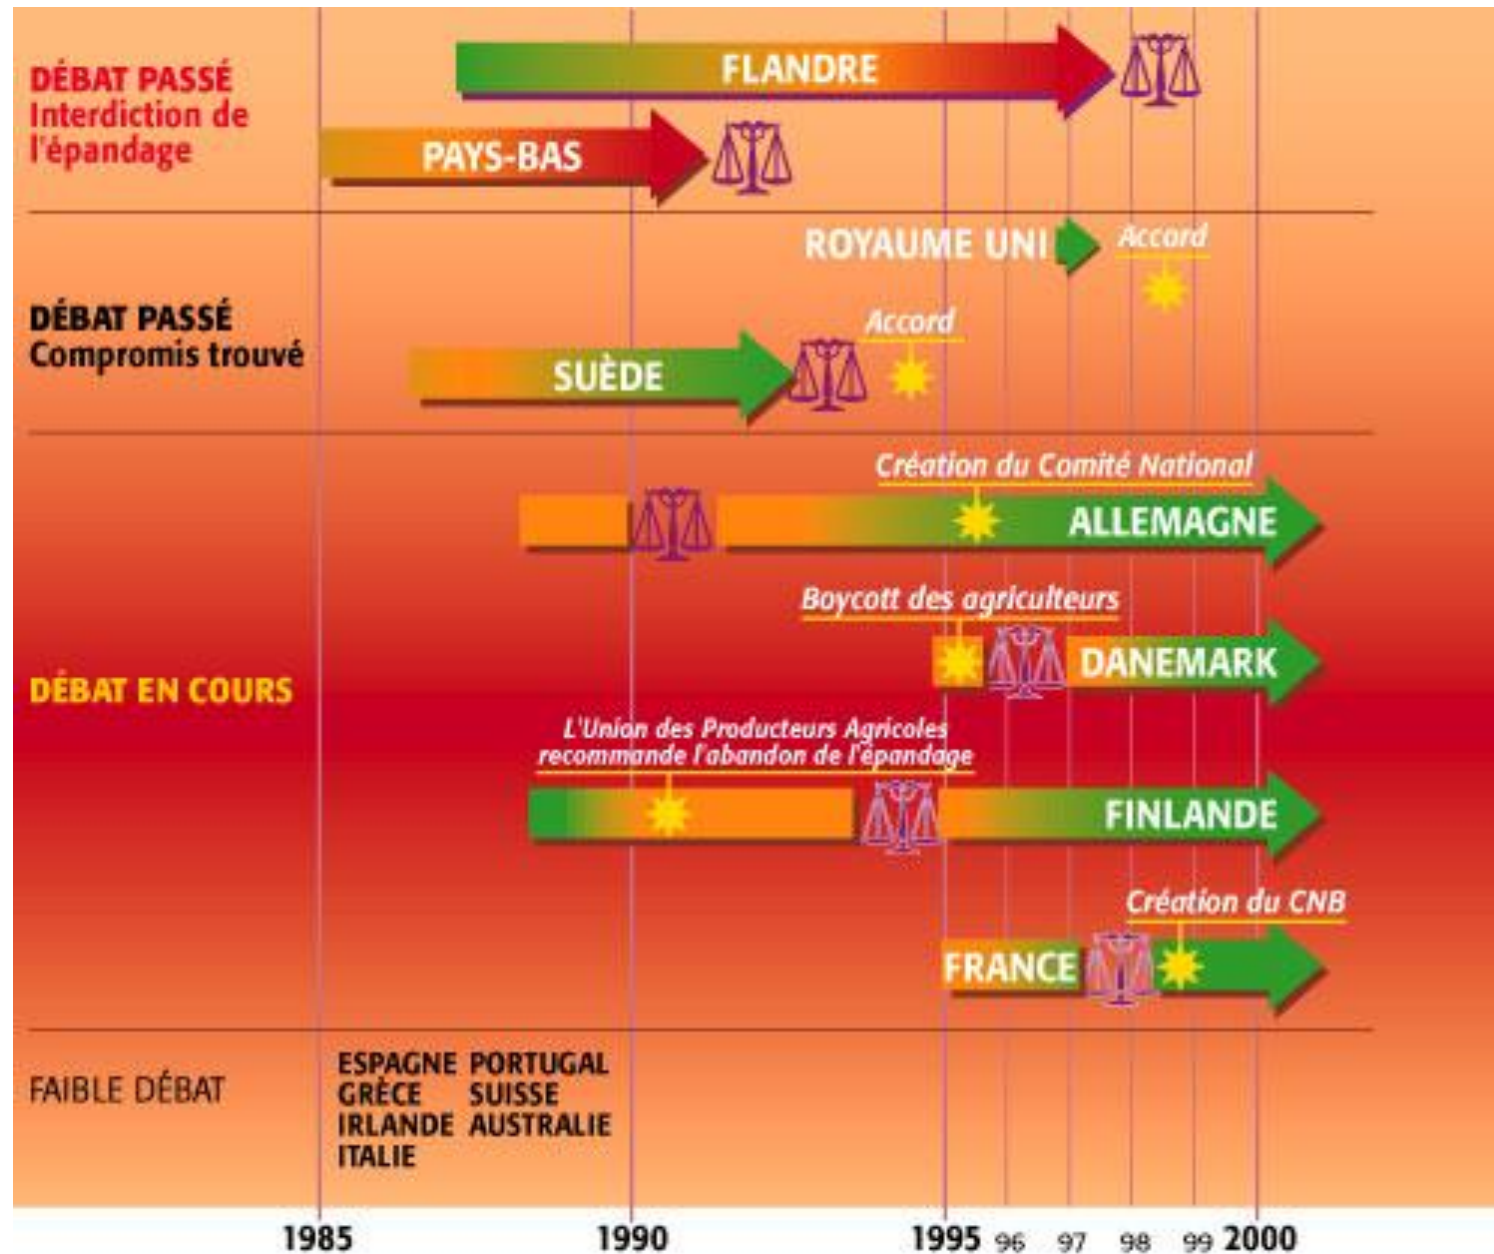 DÉBAT PASSÉ
Interdiction de
l'épandage
FLANDRE
PAYS-BAS
DÉBAT PASSÉ
Compromis trouvé
ROYAUME UNI
Accord
Accord
SUÈDE
DÉBAT EN COURS
Création du Comité National
ALLEMAGNE
Boycott des agriculteurs
DANEMARK
L'Union des Producteurs Agricoles
recommande l'abandon de l'épandage
FINLANDE
Création du CNB
FRANCE
FAIBLE DÉBAT
ESPAGNE PORTUGAL
GRÈCE SUISSE
IRLANDE AUSTRALIE
ITALIE
1985 1990 1995 96 97 98 99 2000